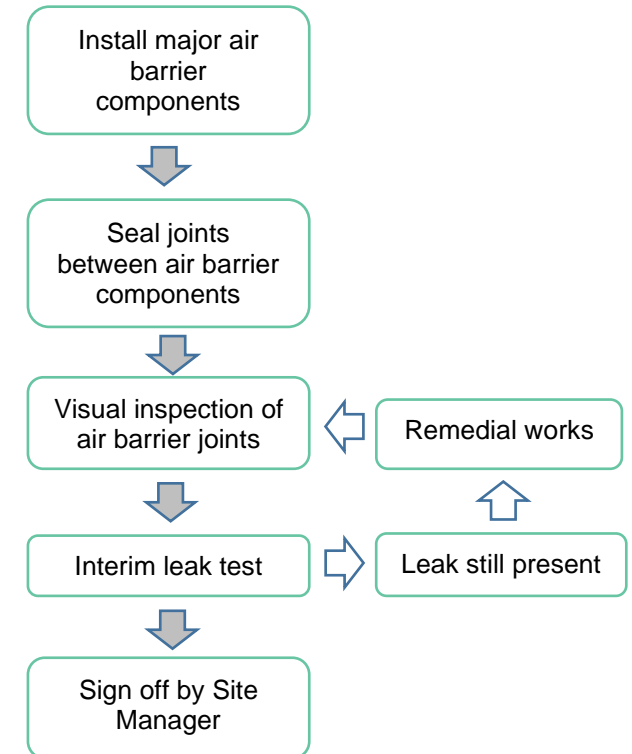 Install major air
barrier
components
Seal joints
between air barrier
components
Visual inspection of
air barrier joints
Remedial works
Interim leak test
Leak still present
Sign off by Site
Manager